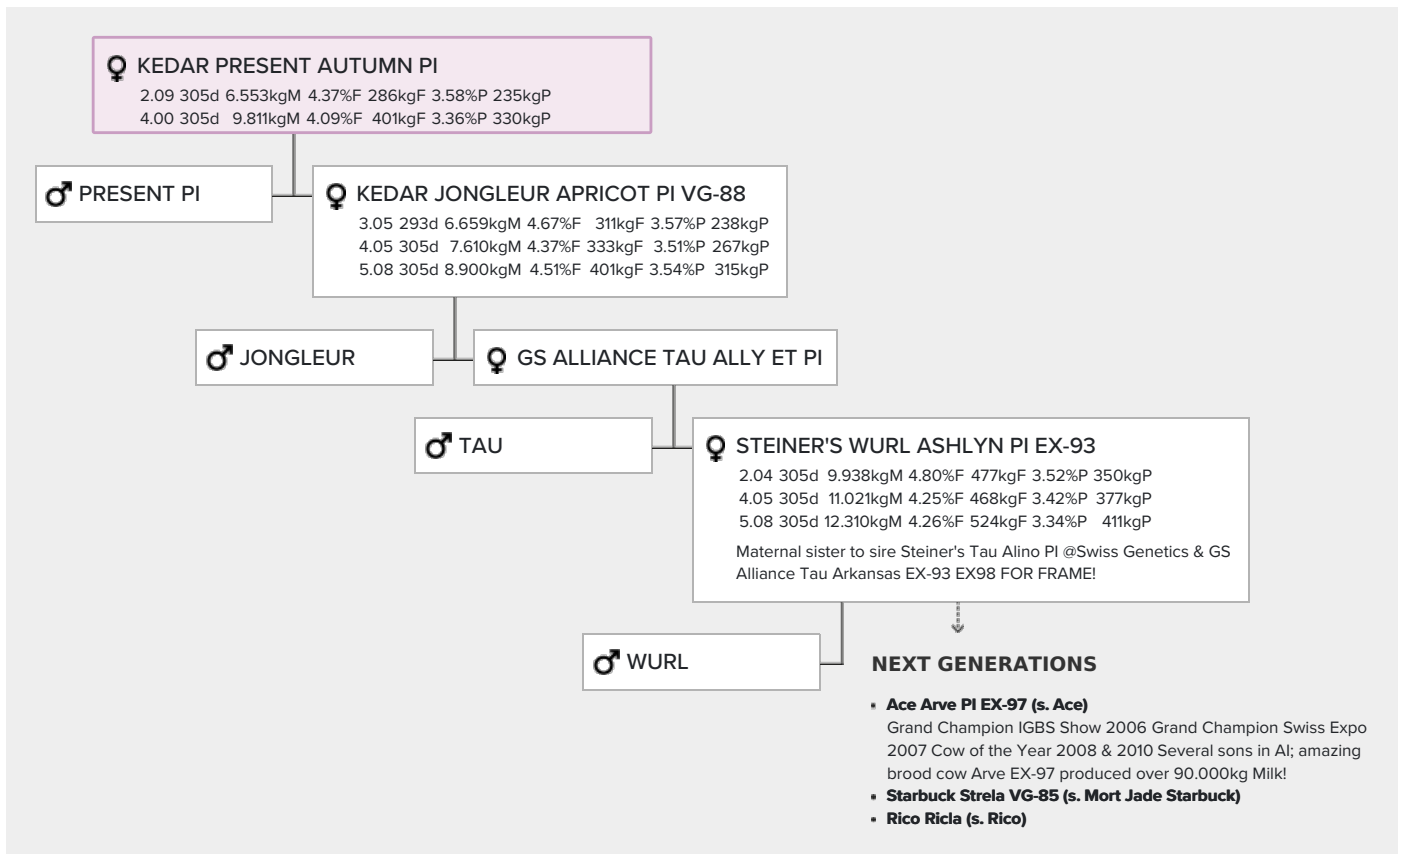 KEDAR PRESENT AUTUMN PI
2.09 305d 6.553kgM 4.37%F 286kgF 3.58%P 235kgP
4.00 305d 9.811kgM 4.09%F 401kgF 3.36%P 330kgP
PRESENT PI
KEDAR JONGLEUR APRICOT PI VG-88
3.05 293d 6.659kgM 4.67%F 311kgF 3.57%P 238kgP
4.05 305d 7.610kgM 4.37%F 333kgF 3.51%P 267kgP
5.08 305d 8.900kgM 4.51%F 401kgF 3.54%P 315kgP
JONGLEUR
GS ALLIANCE TAU ALLY ET PI
TAU
STEINER'S WURL ASHLYN PI EX-93
2.04 305d 9.938kgM 4.80%F 477kgF 3.52%P 350kgP
4.05 305d 11.021kgM 4.25%F 468kgF 3.42%P 377kgP
5.08 305d 12.310kgM 4.26%F 524kgF 3.34%P 411kgP
Maternal sister to sire Steiner's Tau Alino PI @Swiss Genetics & GS
Alliance Tau Arkansas EX-93 EX98 FOR FRAME!
WURL
NEXT GENERATIONS
Ace Arve PI EX-97 (s. Ace)
Grand Champion IGBS Show 2006 Grand Champion Swiss Expo
2007 Cow of the Year 2008 & 2010 Several sons in AI; amazing
brood cow Arve EX-97 produced over 90.000kg Milk!
Starbuck Strela VG-85 (s. Mort Jade Starbuck)
Rico Ricla (s. Rico)